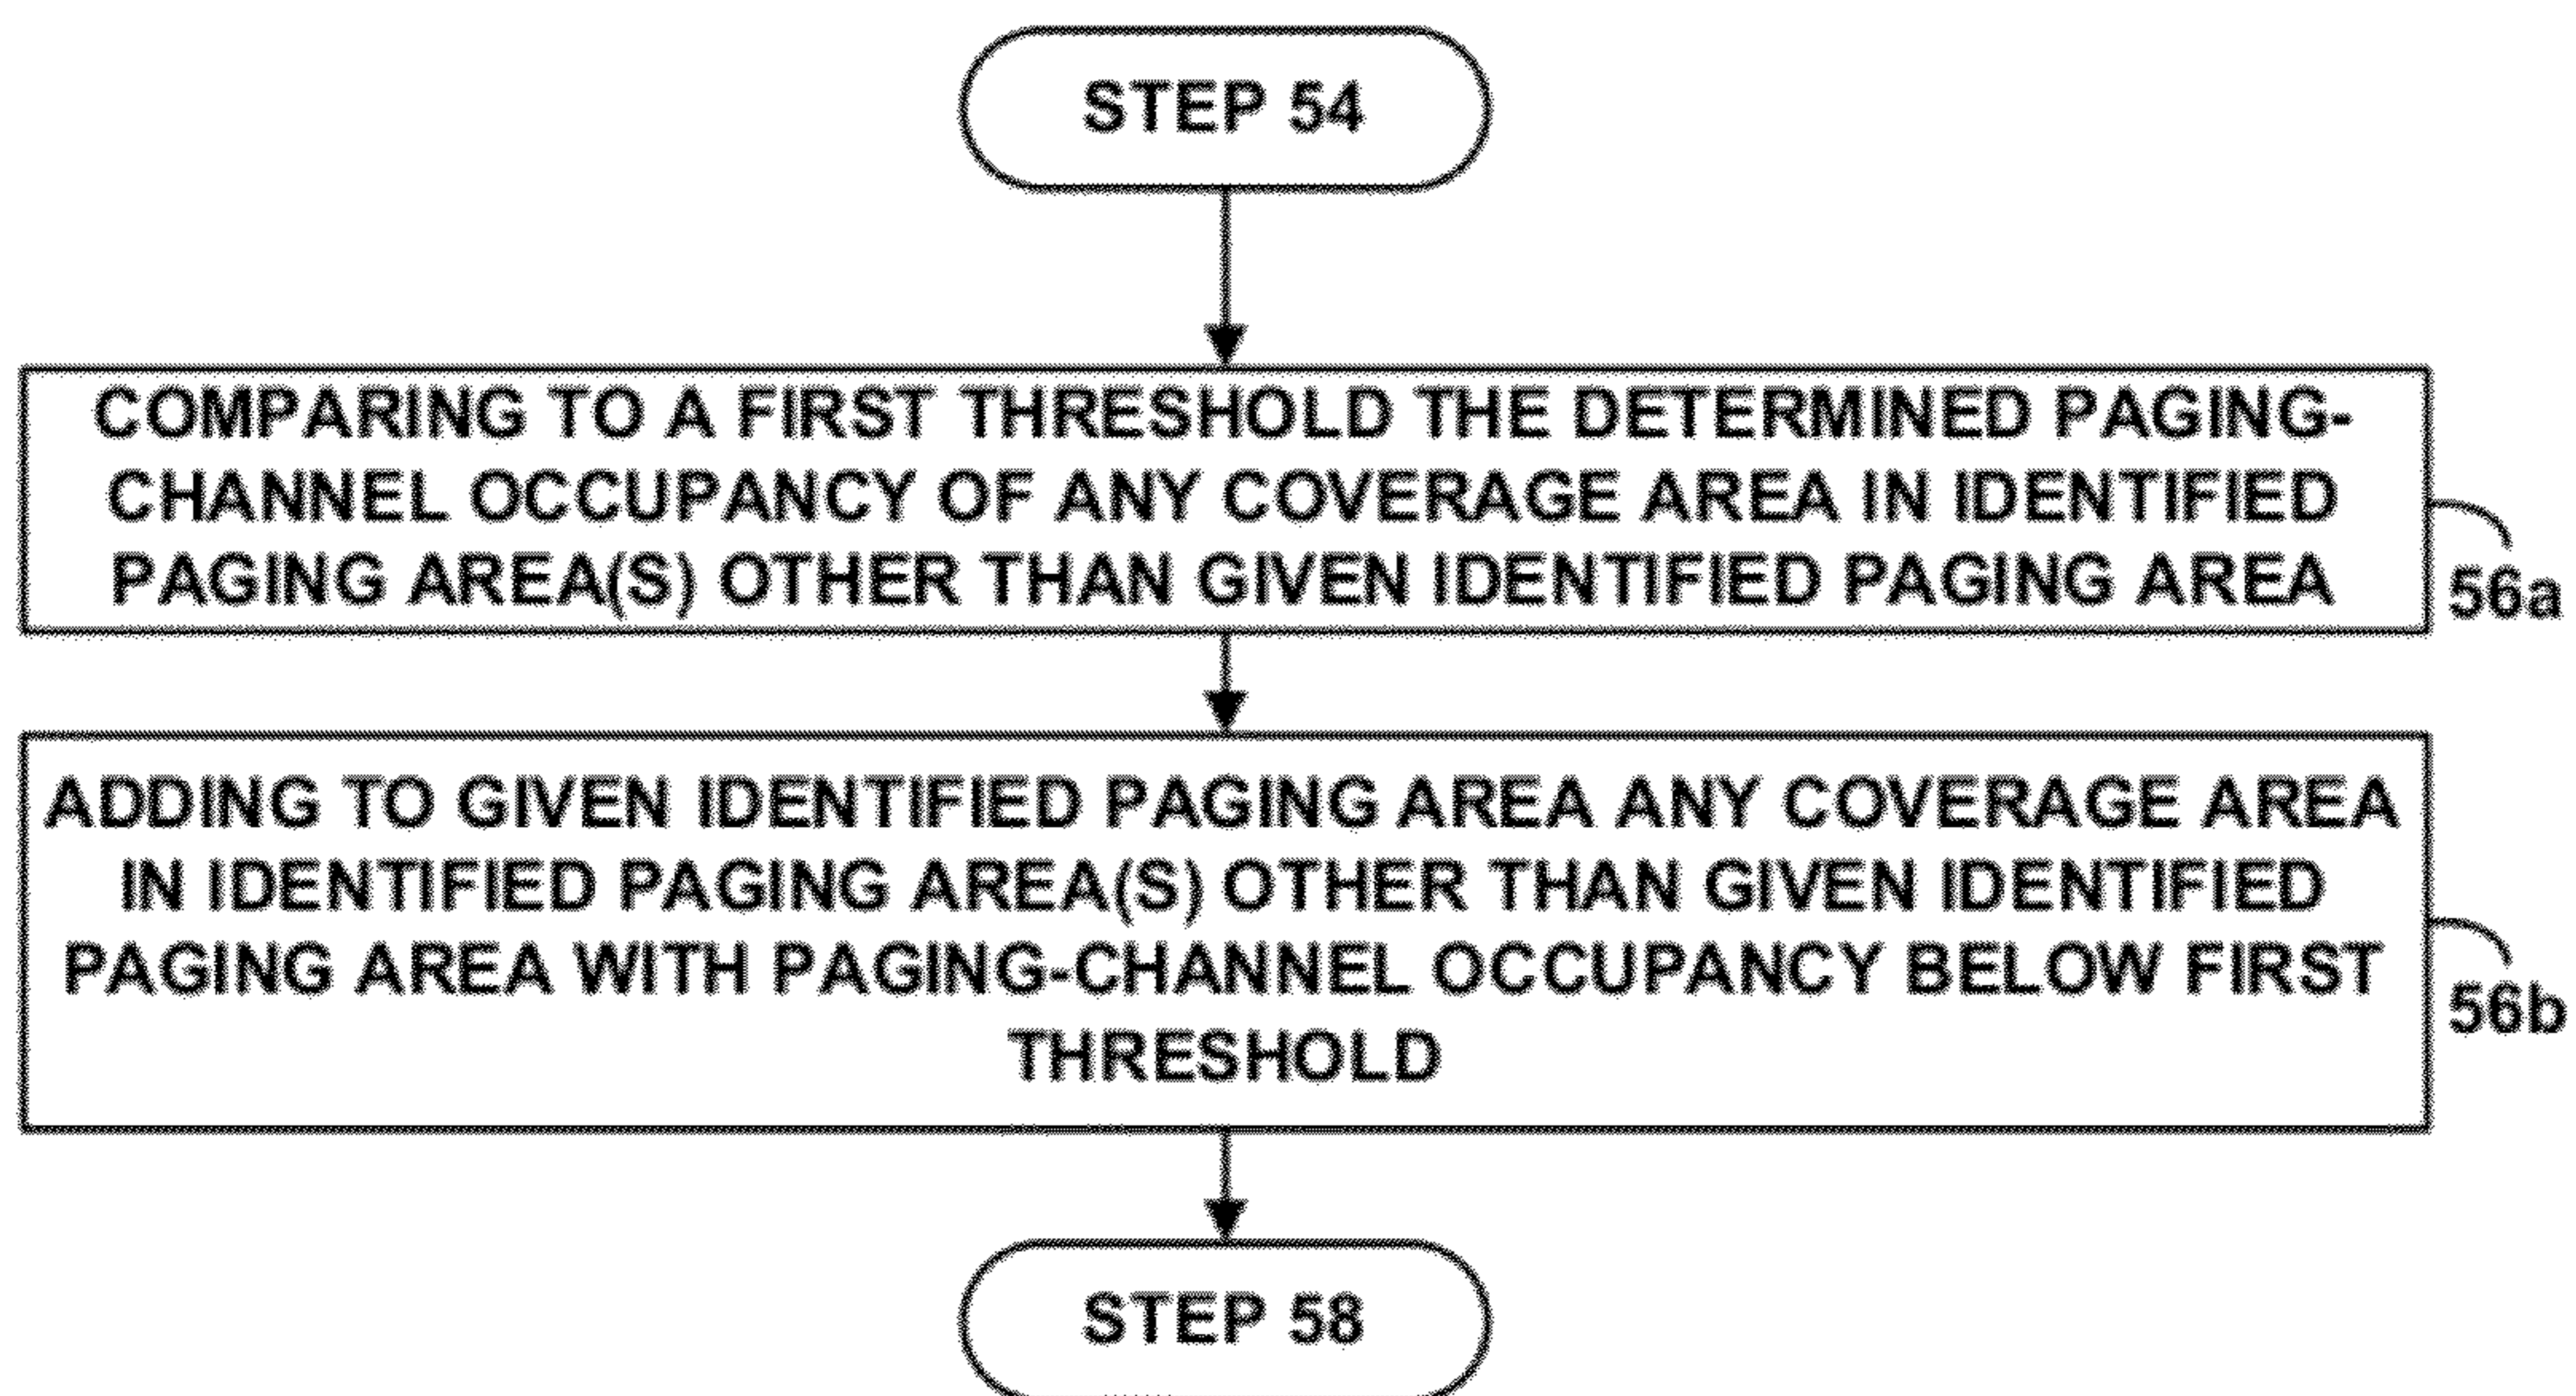 STEP 54
COMPARING TO A FIRST THRESHOLD THE DETERMINED PAGING-
CHANNEL OCCUPANCY OF ANY COVERAGE AREA IN IDENTIFIED
PAGING AREA(S) OTHER THAN GIVEN IDENTIFIED PAGING AREA
56a
ADDING TO GIVEN IDENTIFIED PAGING AREA ANY COVERAGE AREA
IN IDENTIFIED PAGING AREA(S) OTHER THAN GIVEN IDENTIFIED
PAGING AREA WITH PAGING-CHANNEL OCCUPANCY BELOW FIRST
THRESHOLD
56b
STEP 58